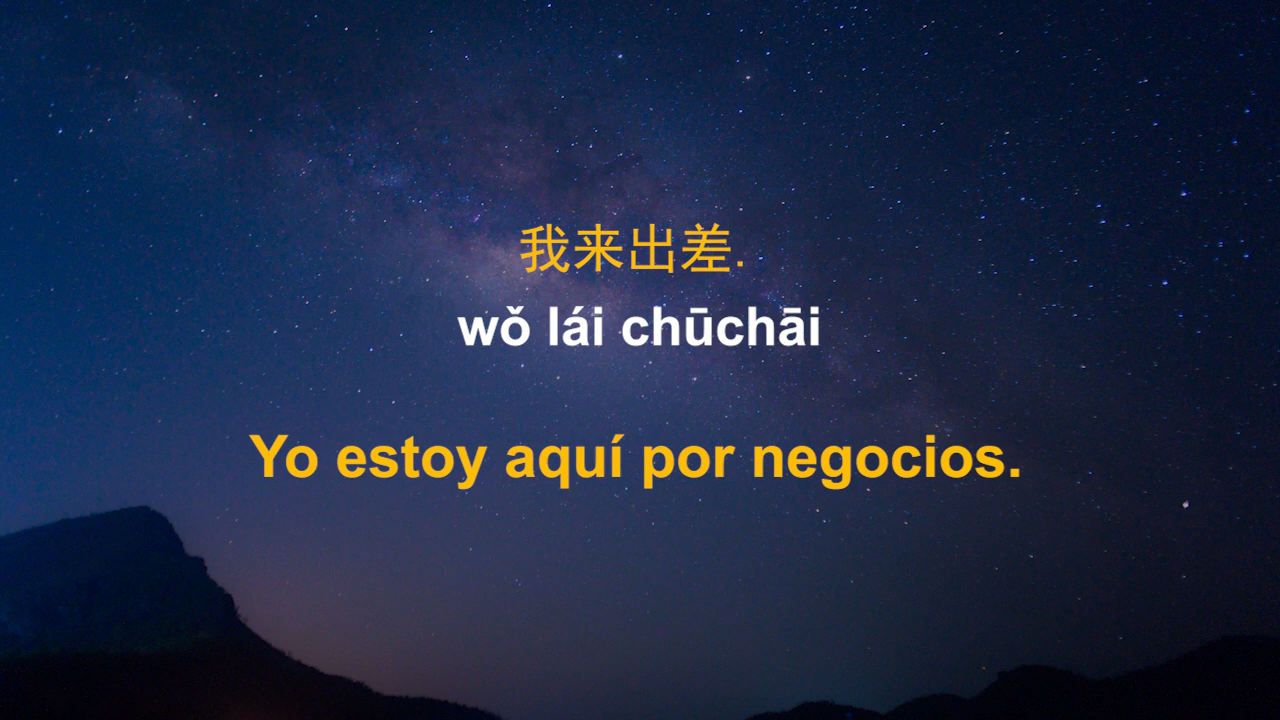 我来出差.
wǒ lái chūchāi
Yo estoy aquí por negocios.